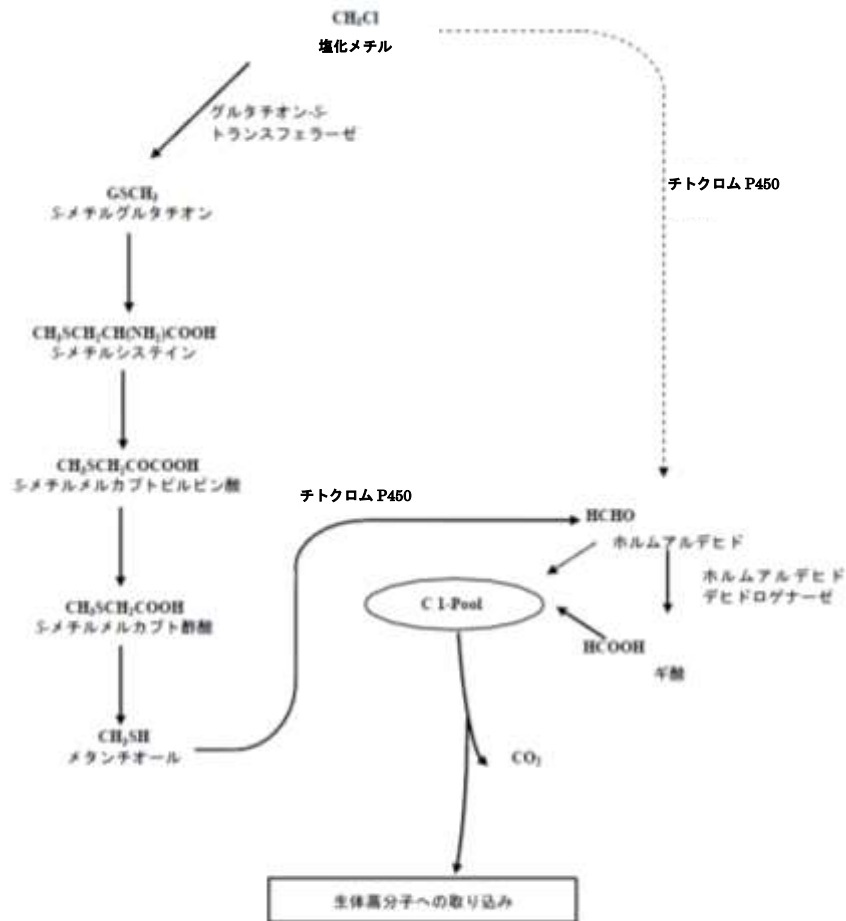 CH₃Cl
塩化メチル
グルタチオン-S-
トランスフェラーゼ
チトクロム P450
GSCH₃
S-メチルグルタチオン
CH₃SCH₂CH(NH₂)COOH
S-メチルシステイン
CH₃SCH₂COCOOH
S-メチルメルカプトピルビン酸
チトクロム P450
HCHO
ホルムアルデヒド
ホルムアルデヒド
デヒドロゲナーゼ
C 1-Pool
CH₃SCH₂COOH
S-メチルメルカプト酢酸
HCOOH
ギ酸
CH₃SH
メタンチオール
CO₂
生体高分子への取り込み